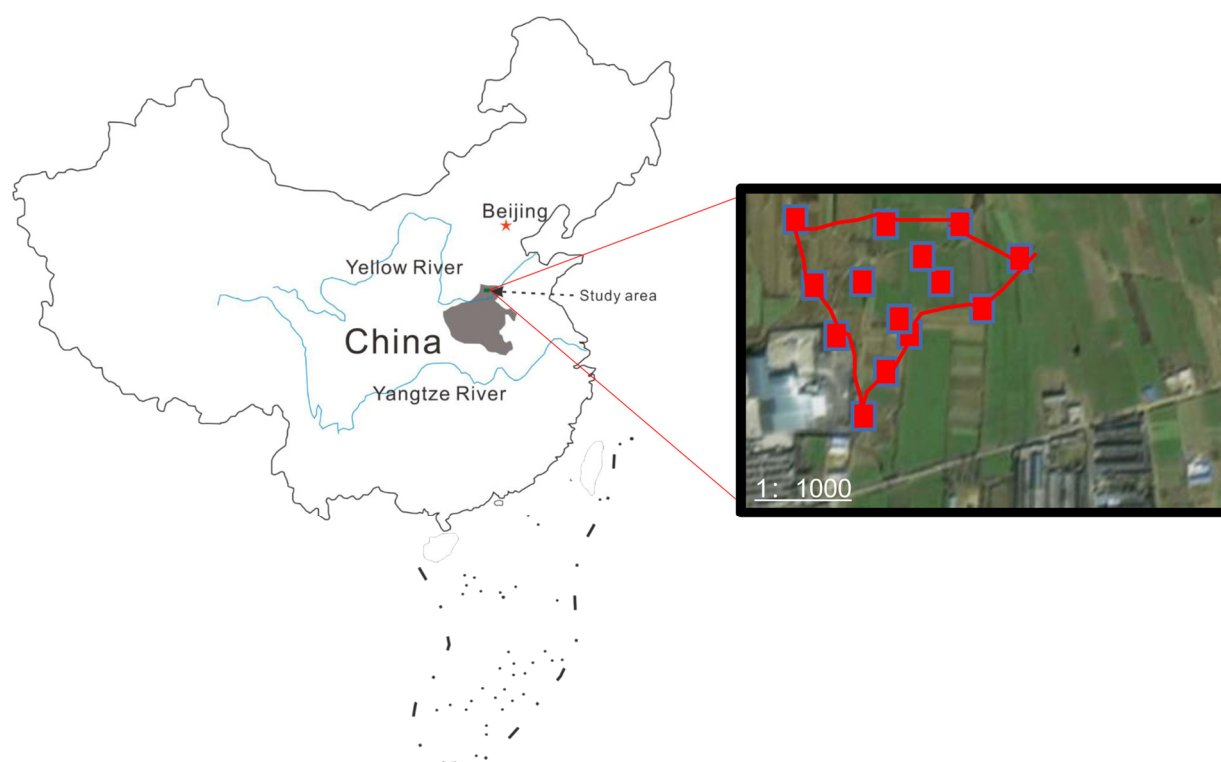 Beijing
Yellow River
Study area
China
Yangtze River
1: 1000